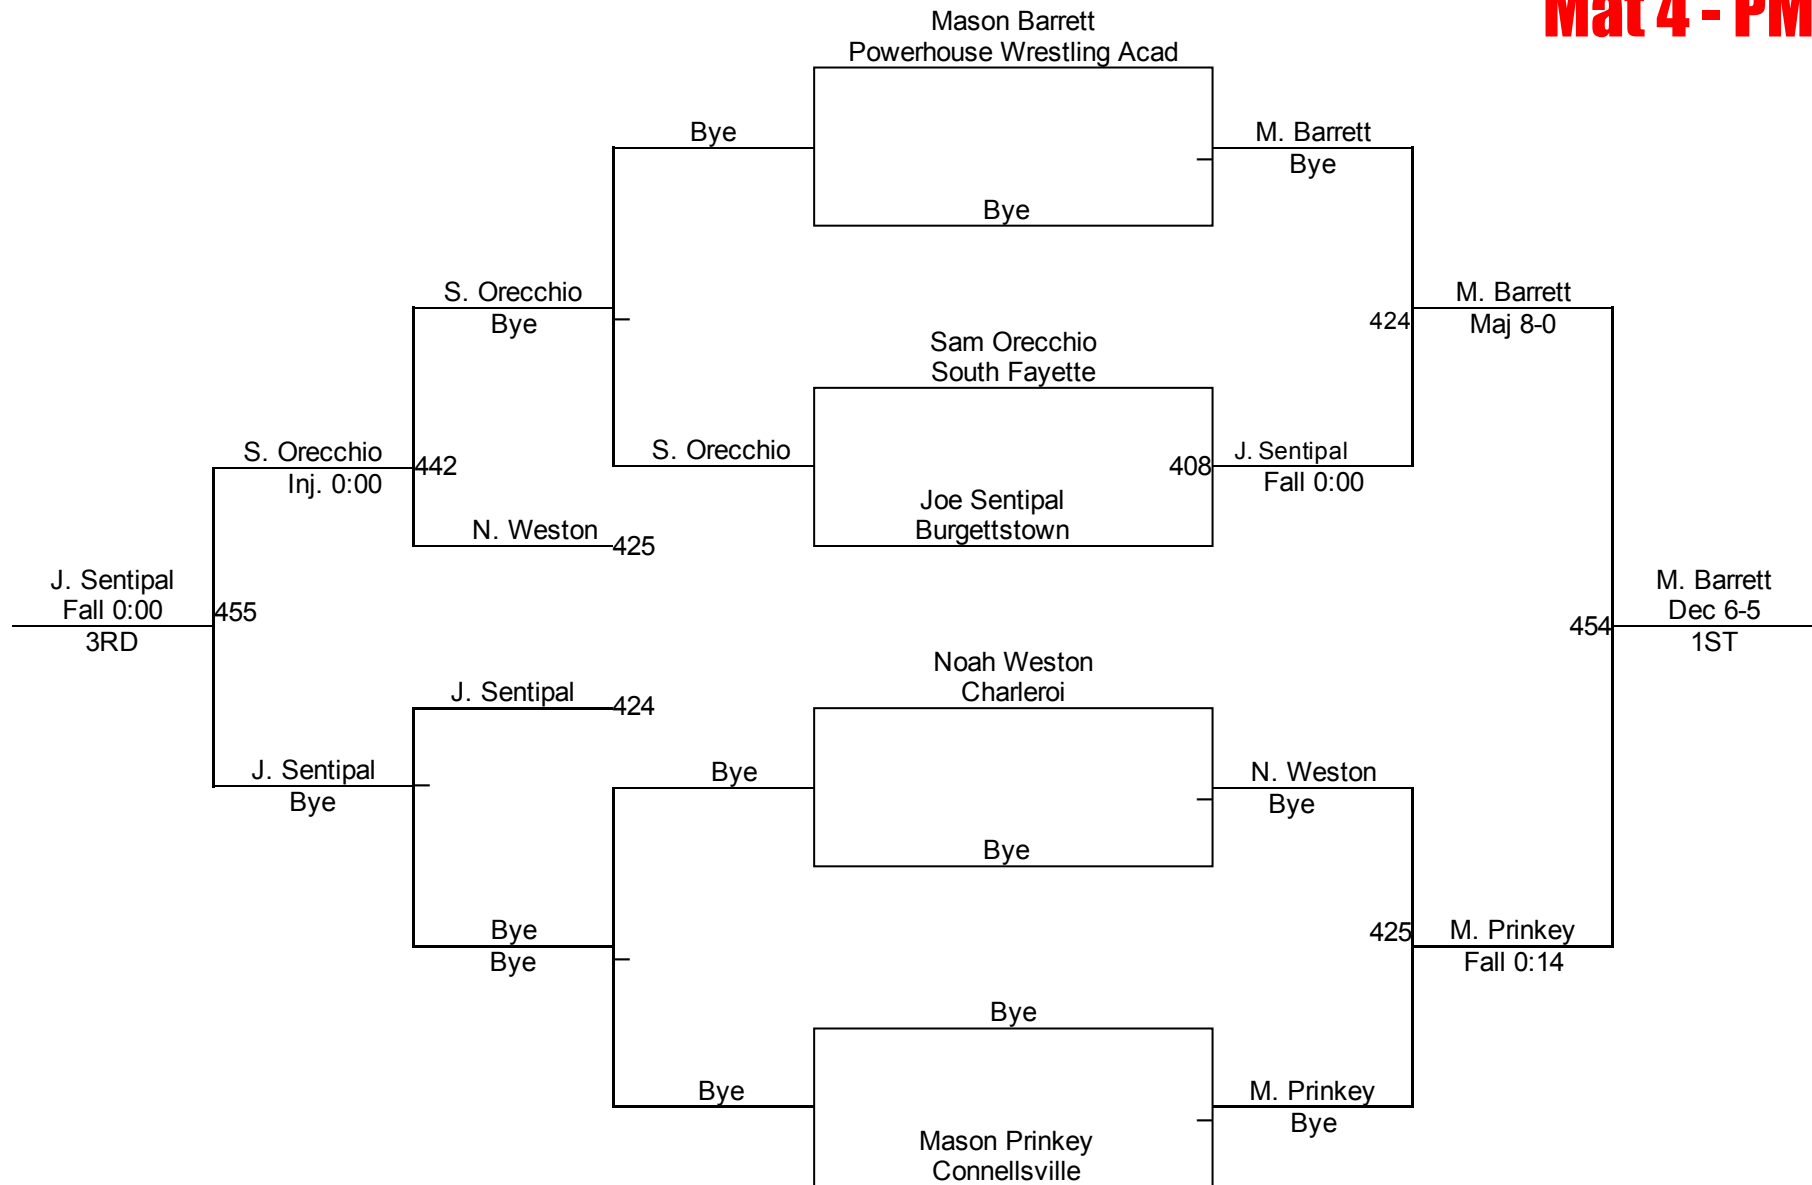 Mat 4 - PM
Mason Barrett
Powerhouse Wrestling Acad
Bye
M. Barrett
Bye
Bye
S. Orecchio
Bye
M. Barrett
424
Maj 8-0
Sam Orecchio
South Fayette
S. Orecchio
Inj. 0:00
442
S. Orecchio
408
J. Sentipal
Fall 0:00
Joe Sentipal
Burgettstown
N. Weston
425
J. Sentipal
Fall 0:00
3RD
455
M. Barrett
Dec 6-5
1ST
454
Noah Weston
Charleroi
J. Sentipal
424
J. Sentipal
Bye
Bye
N. Weston
Bye
Bye
Bye
Bye
425
M. Prinkey
Fall 0:14
Bye
Bye
M. Prinkey
Bye
Mason Prinkey
Connellsville